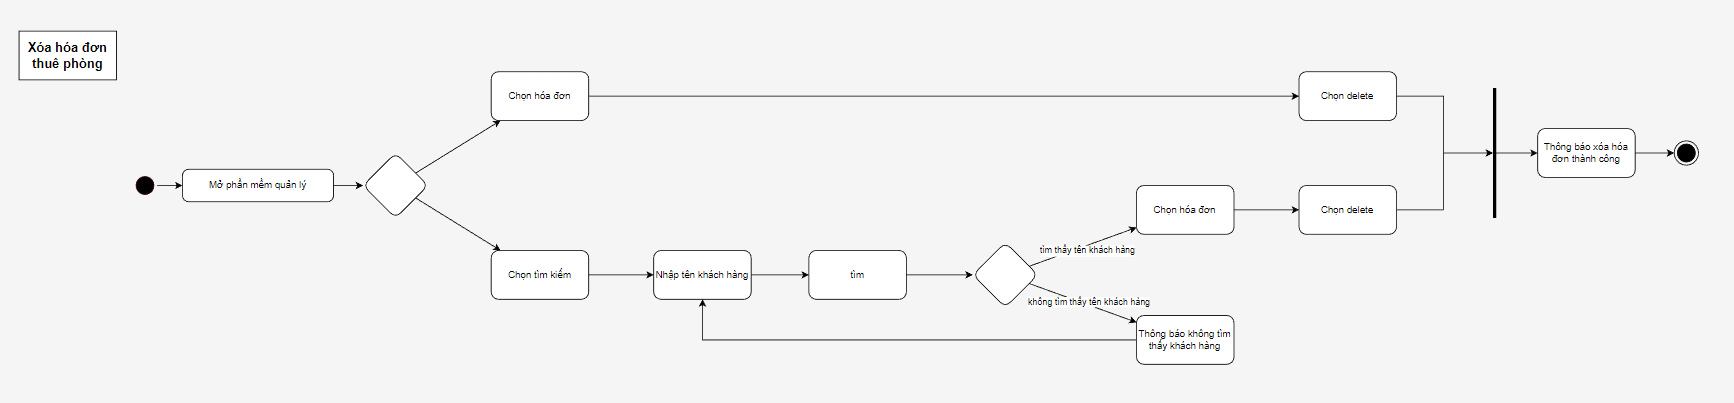 Xóa hóa đơn
thuê phòng
Chọn hóa đơn
Chọn delete
Thông báo xóa hóa
đơn thành công
Mở phần mềm quản lý
Chọn hóa đơn
Chọn delete
tìm thấy tên khách hàng
Chọn tìm kiếm
Nhập tên khách hàng
tìm
không tìm thấy tên khách hàng
Thông báo không tìm
thấy khách hàng